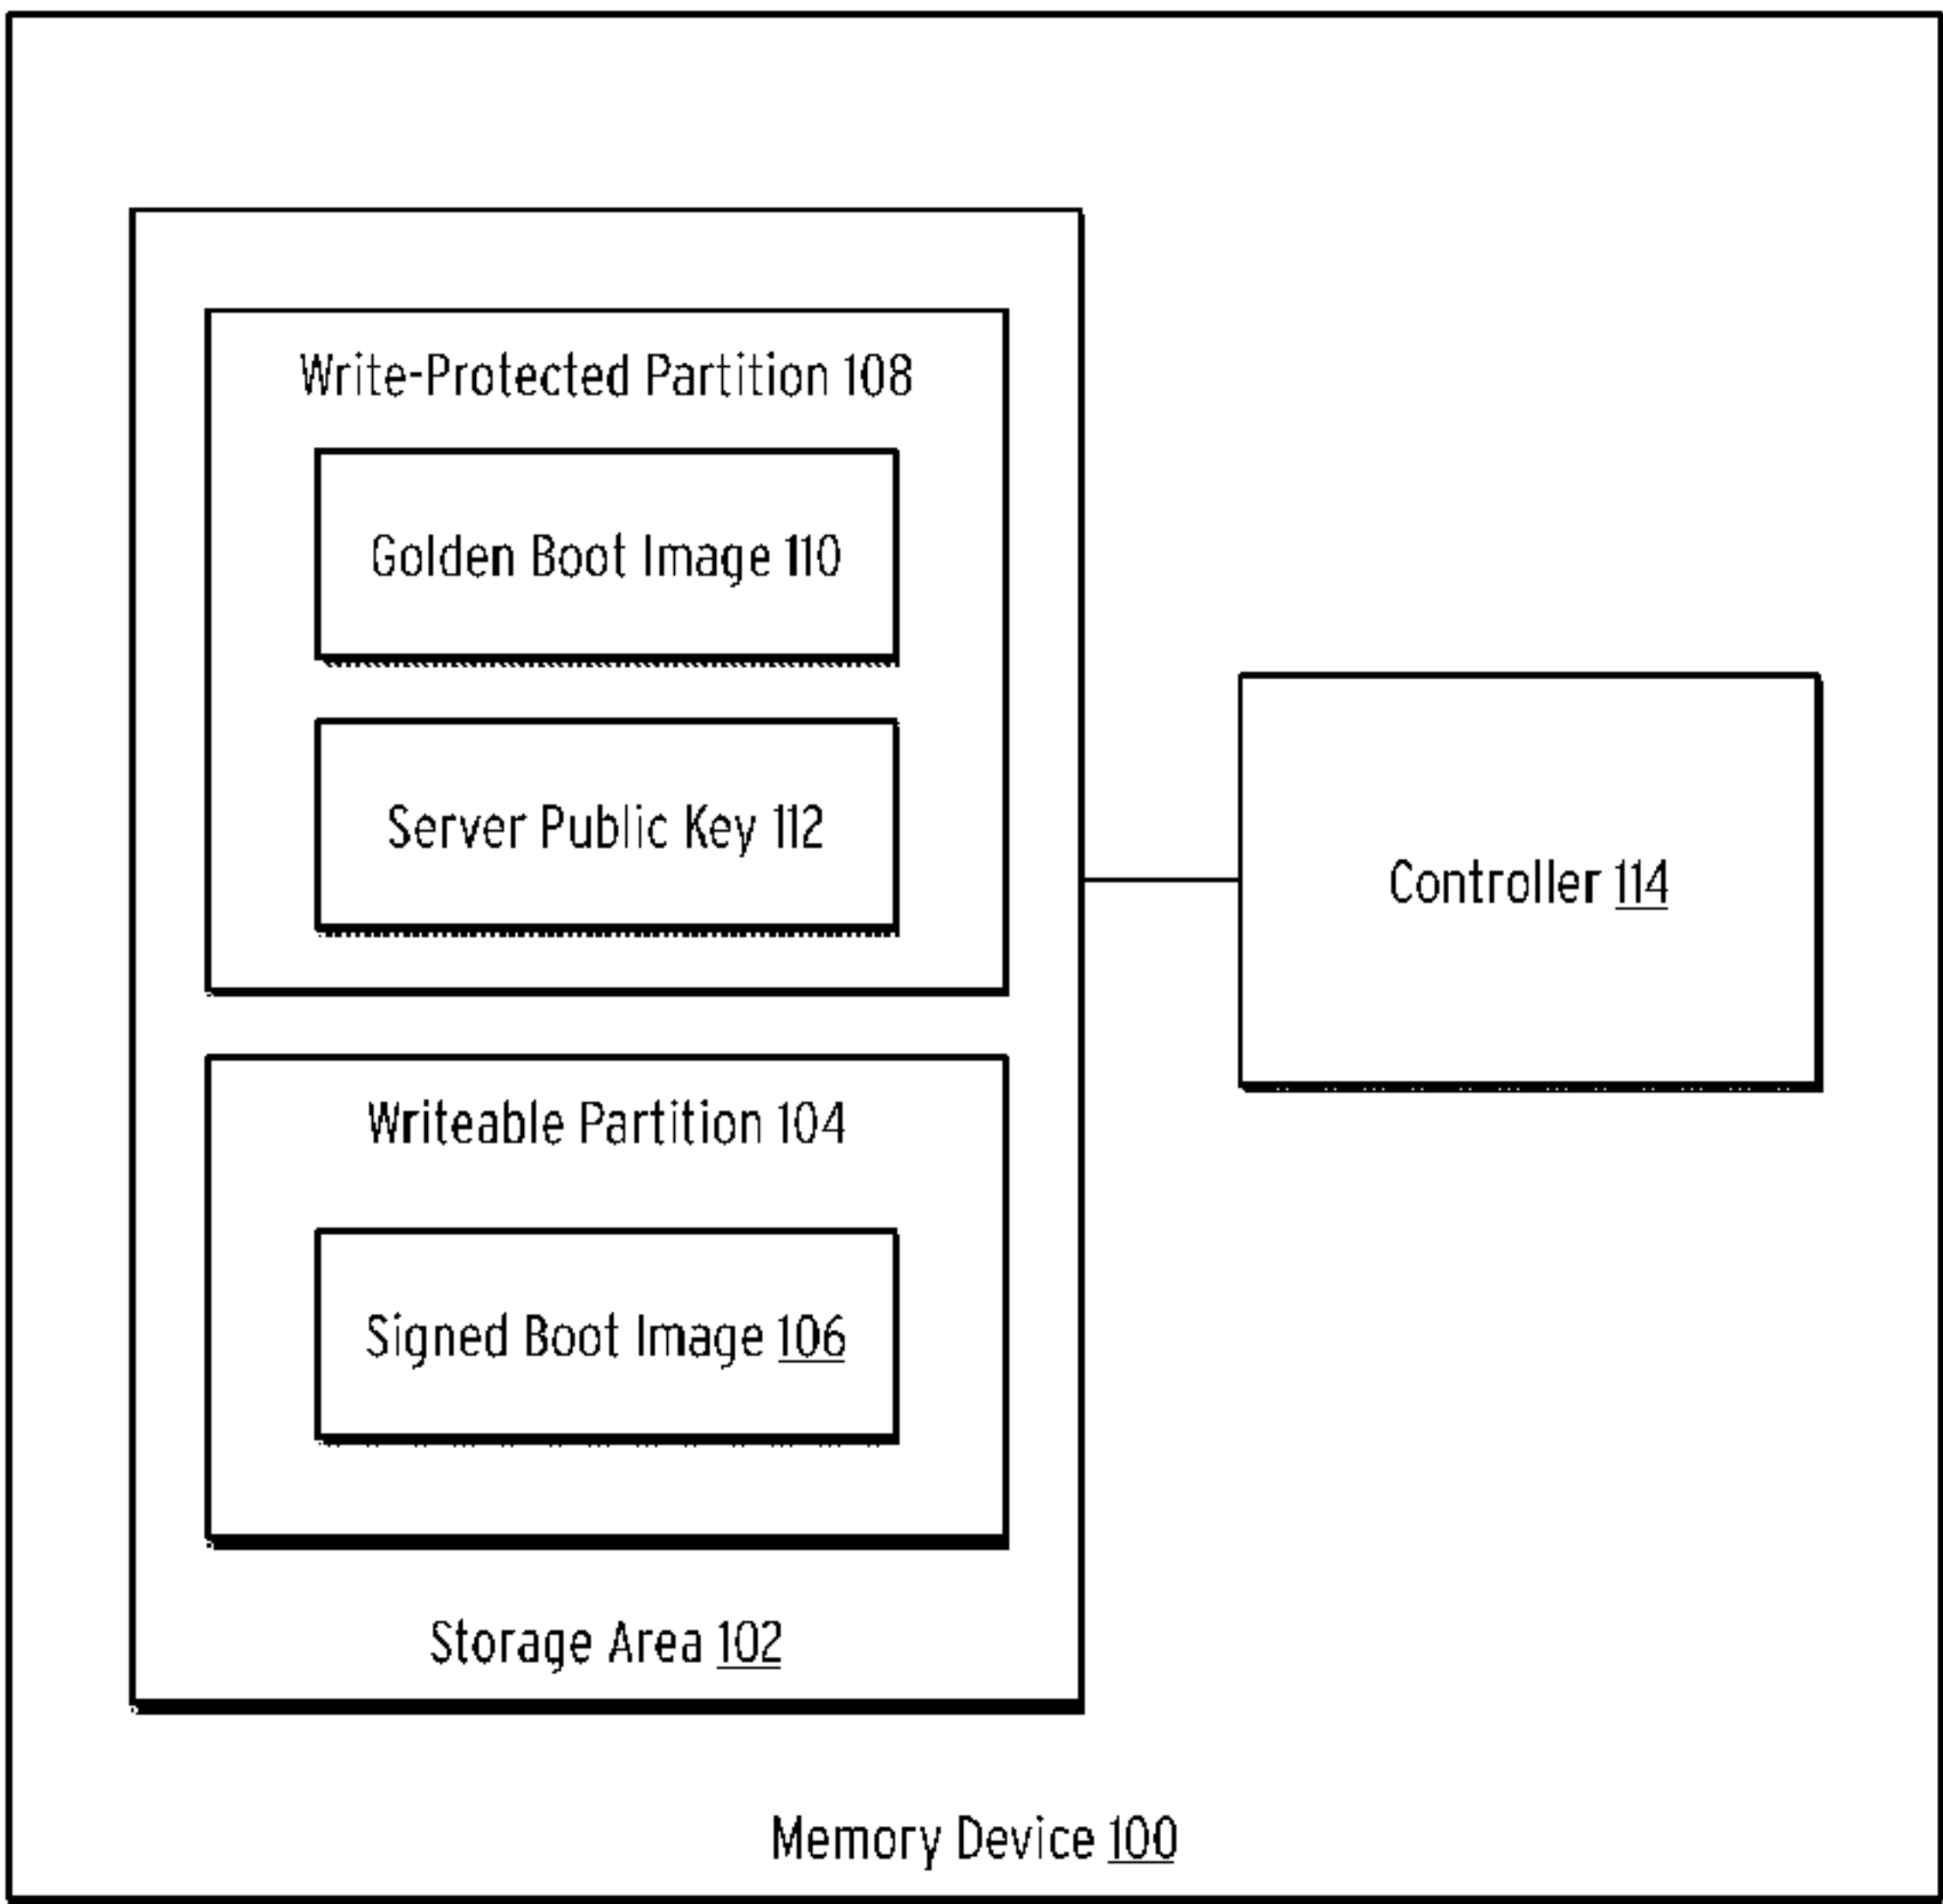 Write-Protected Partition 108
Golden Boot Image 110
Server Public Key 112
Controller 114
Writeable Partition 104
Signed Boot Image 106
Storage Area 102
Memory Device 100